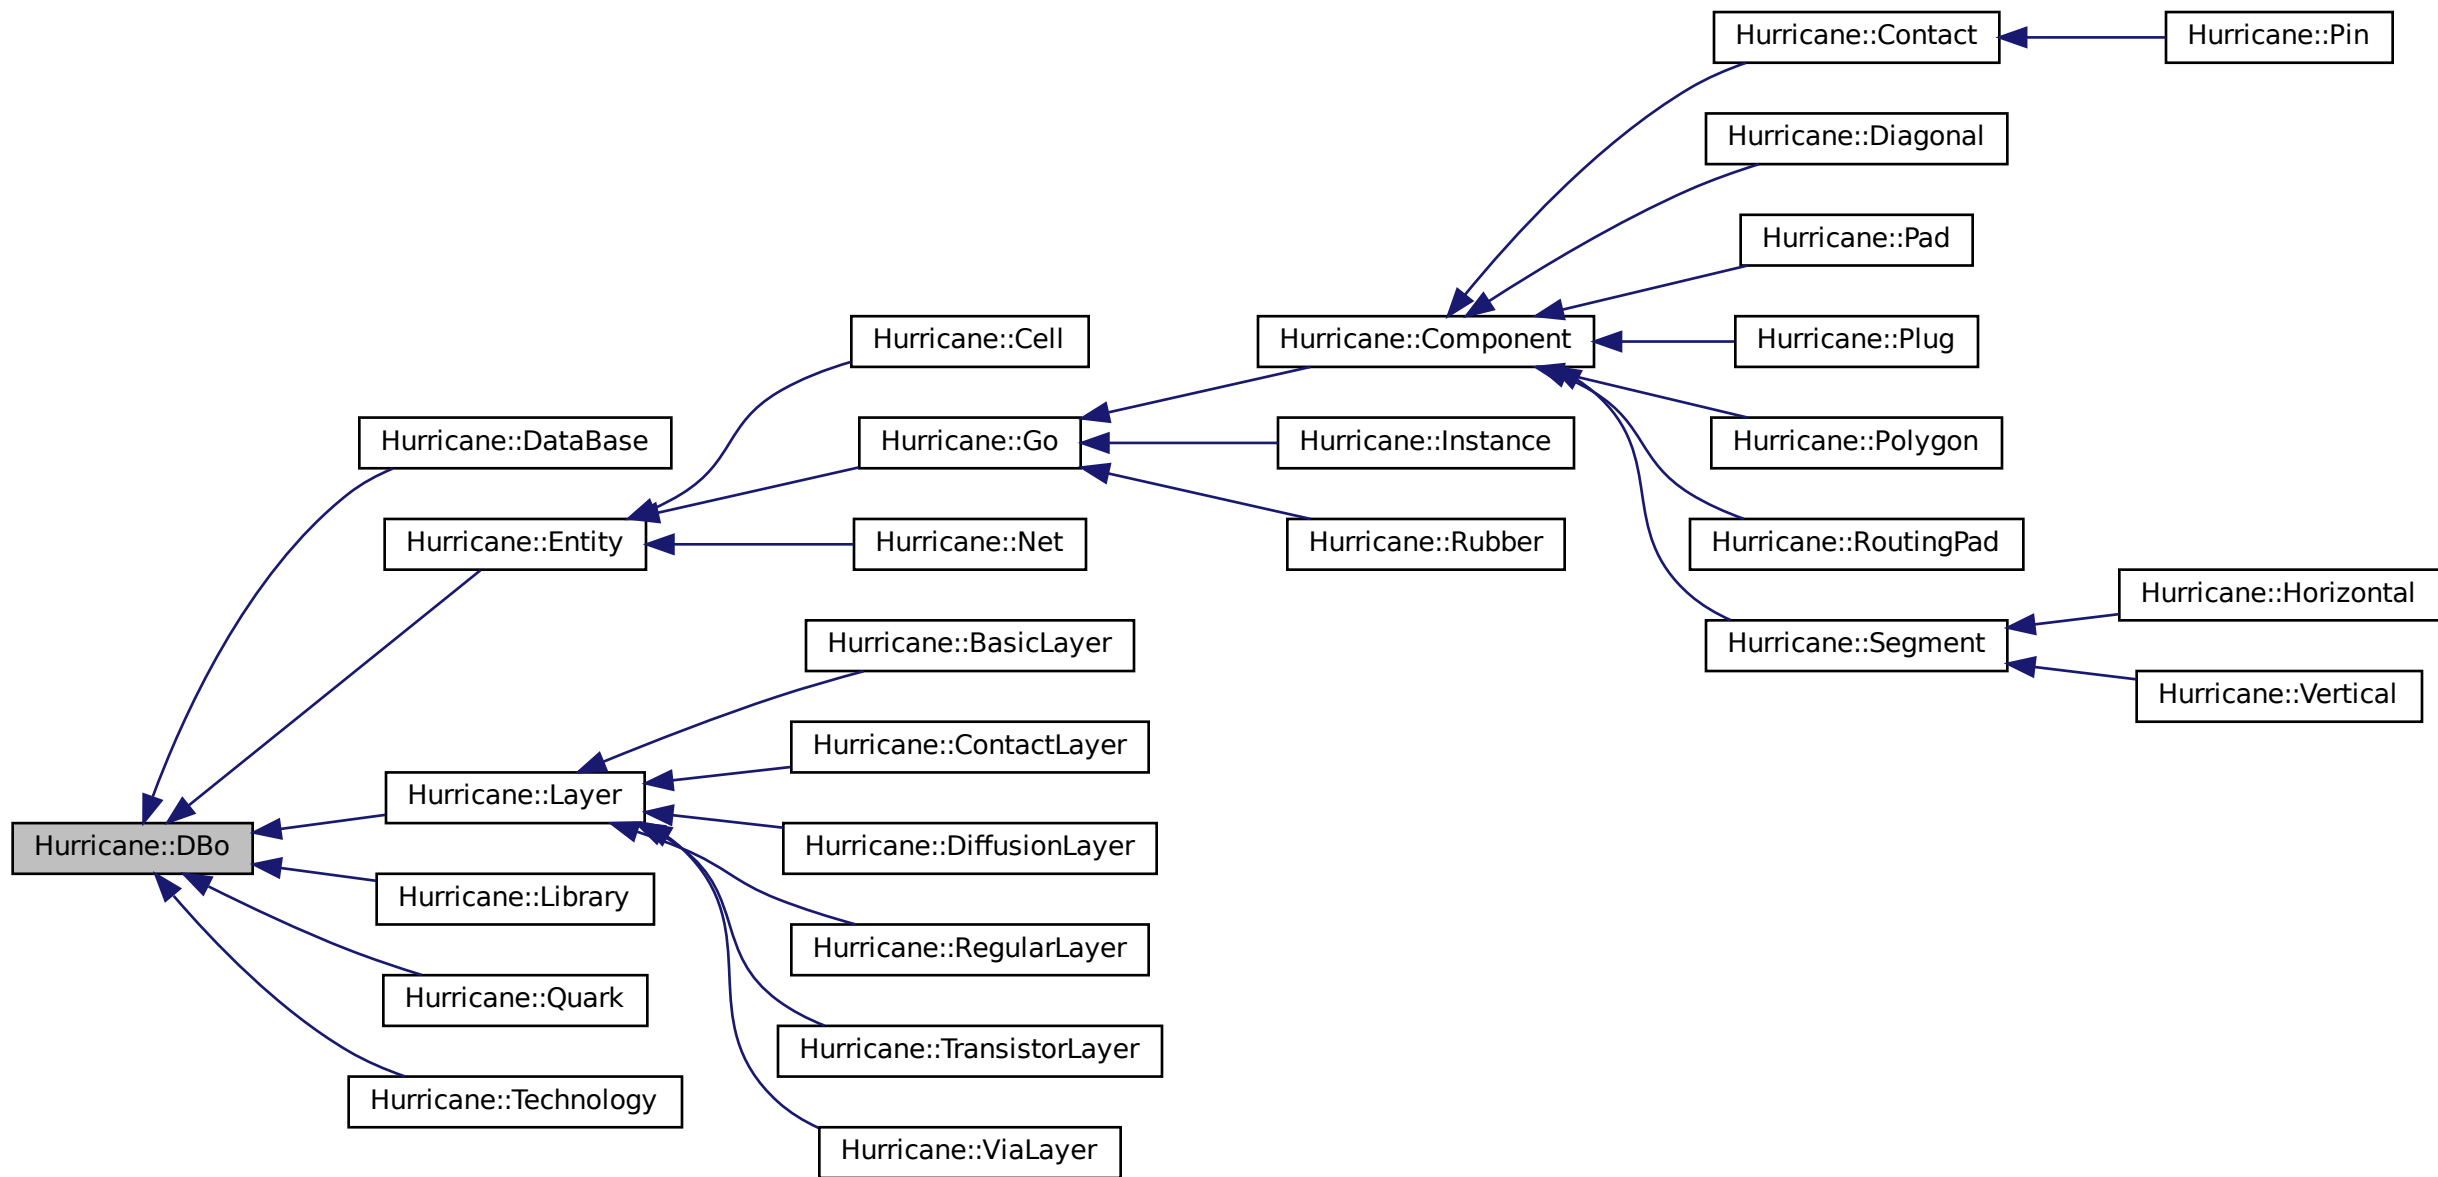 Hurricane::Contact
Hurricane::Pin
Hurricane::Diagonal
Hurricane::Pad
Hurricane::Cell
Hurricane::Component
Hurricane::Plug
Hurricane::DataBase
Hurricane::Go
Hurricane::Instance
Hurricane::Polygon
Hurricane::Entity
Hurricane::Net
Hurricane::Rubber
Hurricane::RoutingPad
Hurricane::Horizontal
Hurricane::BasicLayer
Hurricane::Segment
Hurricane::Vertical
Hurricane::ContactLayer
Hurricane::Layer
Hurricane::DBo
Hurricane::DiffusionLayer
Hurricane::Library
Hurricane::RegularLayer
Hurricane::Quark
Hurricane::TransistorLayer
Hurricane::Technology
Hurricane::ViaLayer